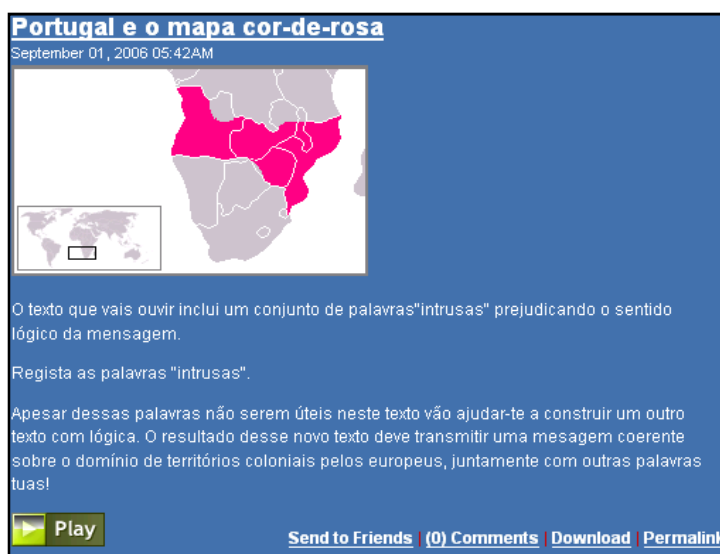 Portugal e o mapa cor-de-rosa
September 01, 2006 05:42AM
O texto que vais ouvir inclui um conjunto de palavras"intrusas" prejudicando o sentido
lógico da mensagem.
Regista as palavras "intrusas".
Apesar dessas palavras não serem úteis neste texto vão ajudar-te a construir um outro
texto com lógica. O resultado desse novo texto deve transmitir uma mesagem coerente
sobre o domínio de territórios coloniais pelos europeus, juntamente com outras palavras
tuas!
Play
Send to Friends | (0) Comments | Download | Permalink